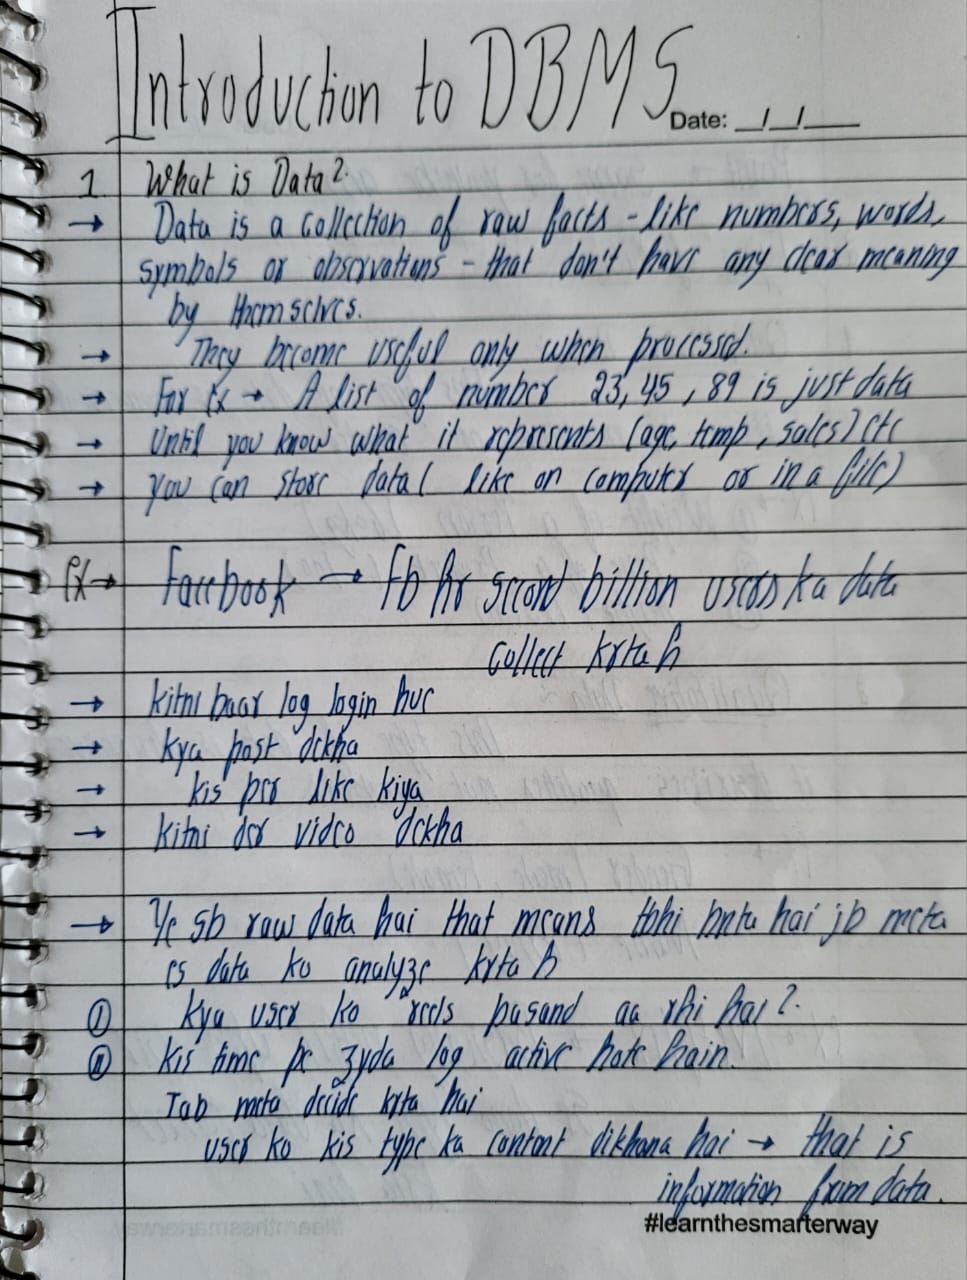 Introduction to DBMS
Date: __/__/____
1. What is Data?
→ Data is a collection of raw facts - like numbers, words,
symbols or observations - that don't have any clear meaning
by themselves.
→ They become useful only when processed.
→ For Ex → A list of number 23, 45, 89 is just data
→ Until you know what it represents (age, temp, sales) etc
→ You can store data ( like on computer or in a file)
Ex → Facebook → Fb hr second billion users ka data
collect krta h
→ kitni baar log login hue
→ kya post dekha
→ kis per like kiya
→ kitni der video dekha
→ Ye sb raw data hai that means tbhi bnta hai jb meta
es data ko analyze krta h
① kya user ko reels pasand aa rhi hai ?
② kis time pe zyda log active hote hain.
Tab meta decide krta hai
user ko kis type ka content dikhana hai → that is
information from data.
#learnthesmarterway